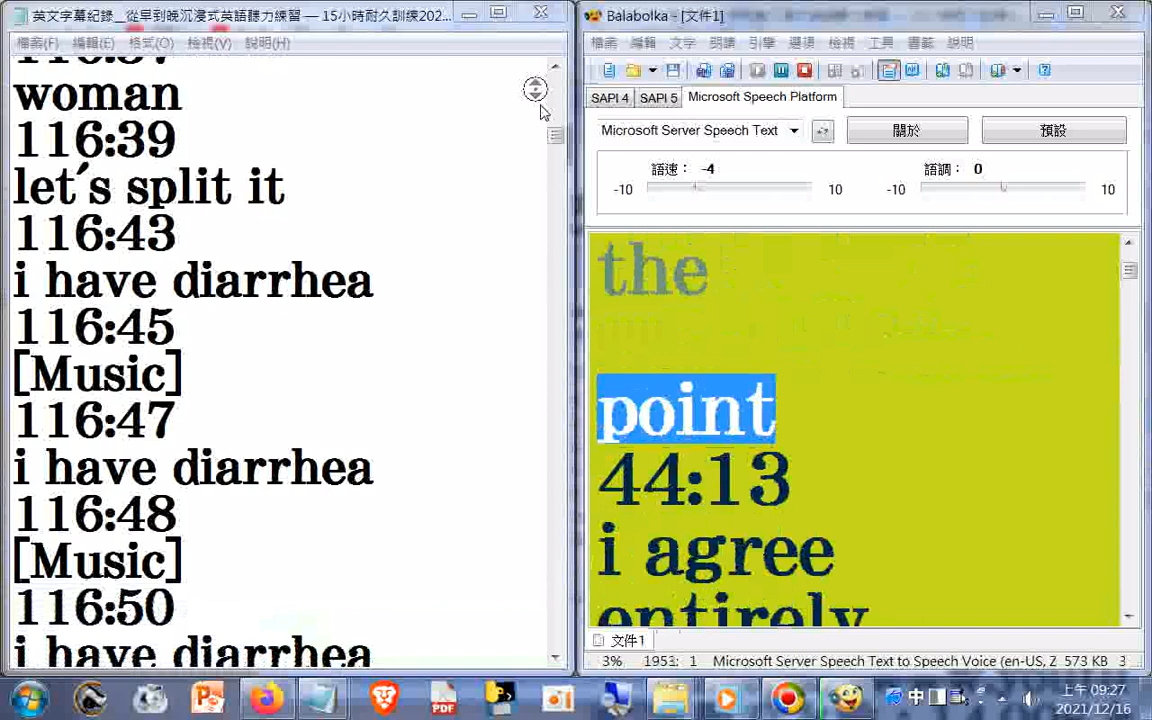 英文字幕紀錄__從早到晚沉浸式英語聽力練習 — 15小時耐久訓練202...
檔案(F) 編輯(E) 格式(O) 檢視(V) 說明(H)
woman
116:39
let's split it
116:43
i have diarrhea
116:45
[Music]
116:47
i have diarrhea
116:48
[Music]
116:50
i have diarrhea
Balabolka - [文件1]
檔案 編輯 文字 朗讀 引擎 選項 檢視 工具 書籤 說明
SAPI 4 SAPI 5 Microsoft Speech Platform
Microsoft Server Speech Text 關於 預設
語速： -4 語調： 0
-10 10 -10 10
the
point
44:13
i agree
entirely
文件1
3% 1953: 1 Microsoft Server Speech Text to Speech Voice (en-US, Z 573 KB 3
PDF
中
上午 09:27
2021/12/16